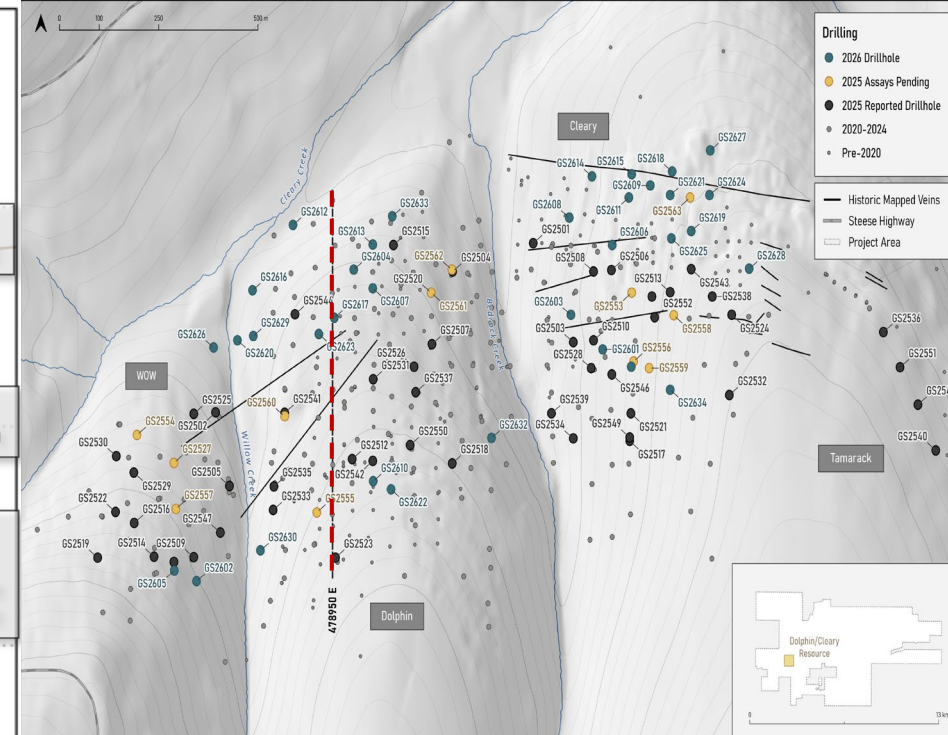 0 100 500 m
Drilling
2026 Drillhole
2025 Assays Pending
2025 Reported Drillhole
2020-2024
Pre-2020
Historic Mapped Veins
Steese Highway
Project Area
Cleary
Cleary Creek
GS2627
GS2614
GS2615
GS2618
GS2609
GS2621
GS2624
GS2611
GS2563
GS2608
GS2619
GS2606
GS2625
GS2501
GS2508
GS2506
GS2628
GS2513
GS2543
GS2538
GS2603
GS2553
GS2552
GS2503
GS2510
GS2558
GS2524
GS2528
GS2601
GS2556
GS2559
GS2546
GS2532
GS2634
GS2539
GS2534
GS2549
GS2521
GS2517
GS2612
GS2633
GS2613
GS2515
GS2604
GS2562
GS2504
GS2616
GS2520
GS2561
GS2607
GS2617
GS2629
GS2507
GS2626
GS2620
GS2623
GS2526
GS2531
GS2537
WOW
GS2560
GS2541
GS2525
GS2502
GS2554
GS2527
GS2530
GS2529
GS2505
GS2550
GS2632
GS2512
GS2518
GS2542
GS2610
GS2622
GS2535
GS2533
GS2555
GS2522
GS2516
GS2557
GS2547
Willow Creek
GS2519
GS2514
GS2509
GS2605
GS2602
GS2630
GS2523
478950 E
Dolphin
GS2536
GS2551
GS2540
Tamarack
Dolphin/Cleary
Resource
0 13 km